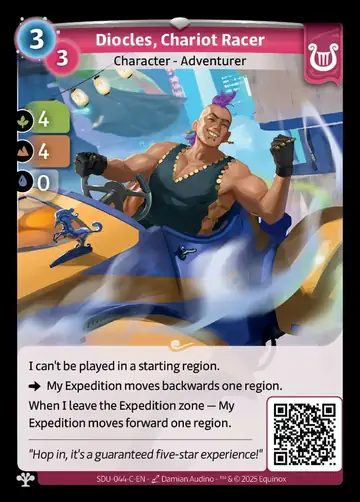 3
Diocles, Chariot Racer
3
Character - Adventurer
4
4
0
I can't be played in a starting region.
My Expedition moves backwards one region.
When I leave the Expedition zone — My
Expedition moves forward one region.
"Hop in, it's a guaranteed five-star experience!"
SDU-044-C-EN - Damian Audino - ™ & © 2025 Equinox